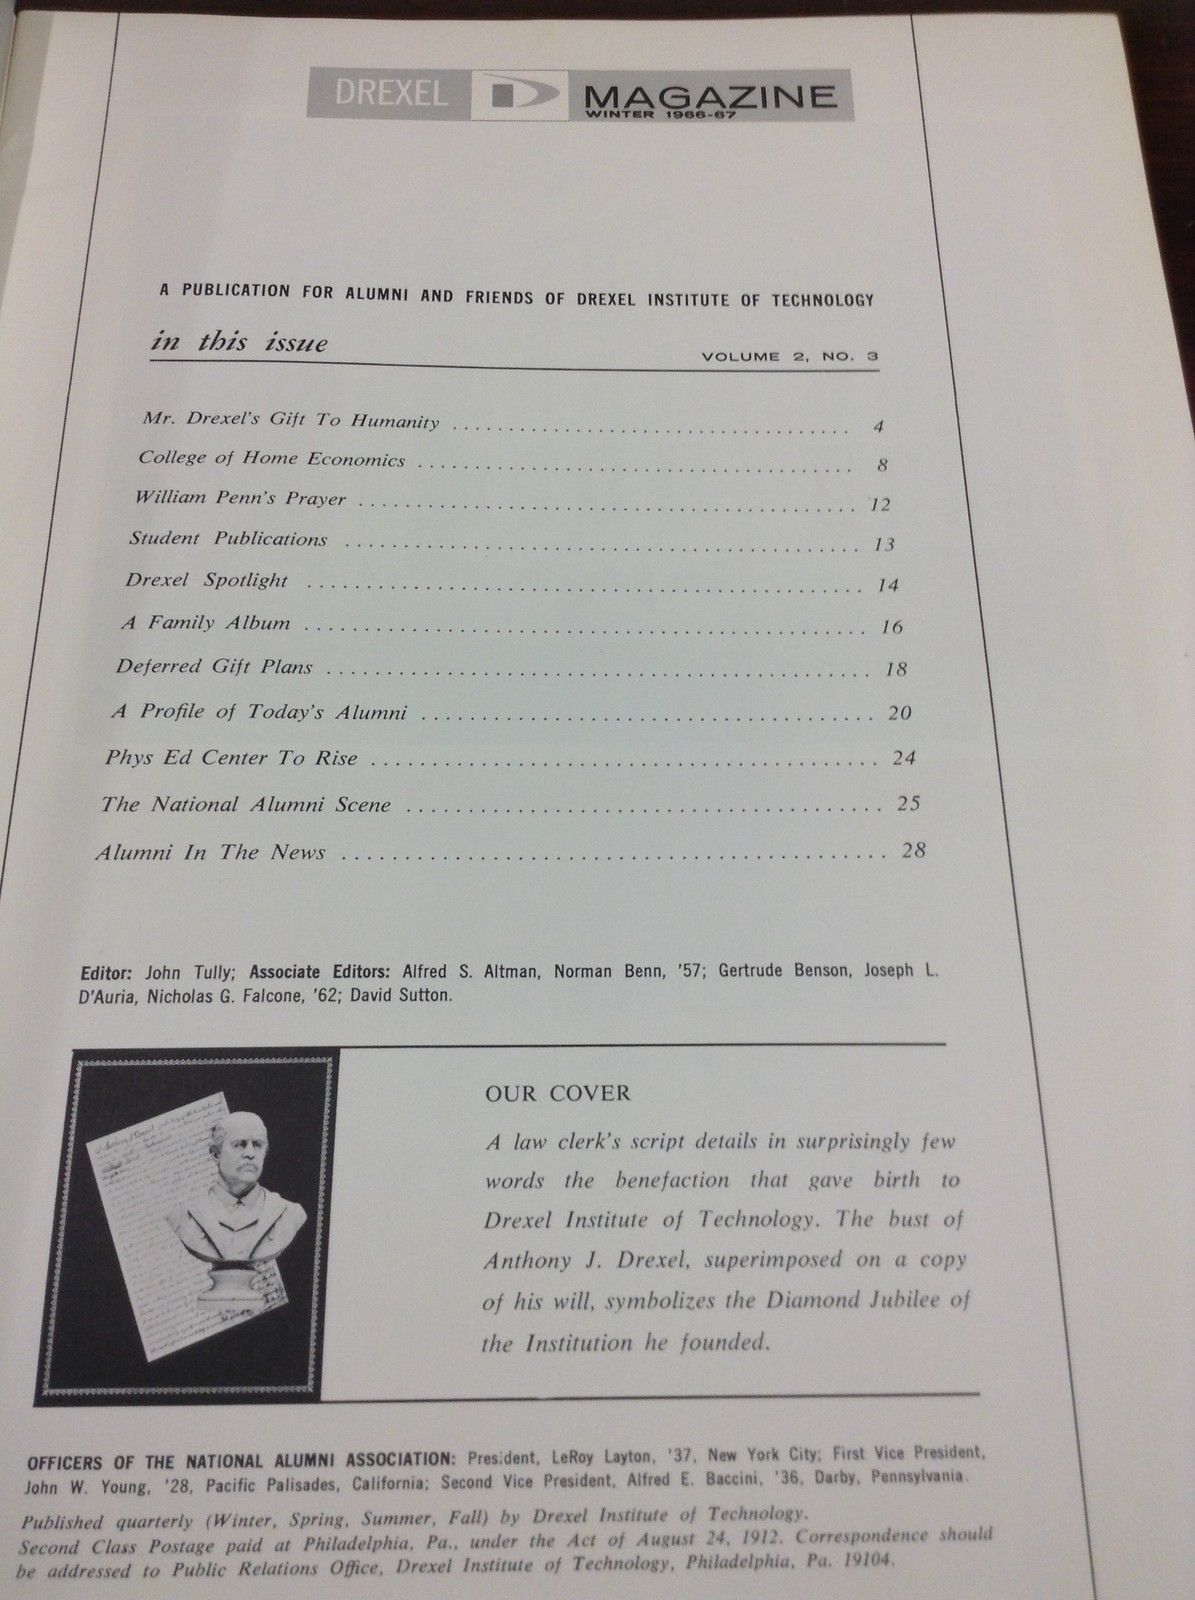 DREXEL D MAGAZINE
WINTER 1966-67
A PUBLICATION FOR ALUMNI AND FRIENDS OF DREXEL INSTITUTE OF TECHNOLOGY
in this issue
VOLUME 2, NO. 3
Mr. Drexel's Gift To Humanity 4
College of Home Economics 8
William Penn's Prayer 12
Student Publications 13
Drexel Spotlight 14
A Family Album 16
Deferred Gift Plans 18
A Profile of Today's Alumni 20
Phys Ed Center To Rise 24
The National Alumni Scene 25
Alumni In The News 28
Editor: John Tully; Associate Editors: Alfred S. Altman, Norman Benn, '57; Gertrude Benson, Joseph L.
D'Auria, Nicholas G. Falcone, '62; David Sutton.
OUR COVER
A law clerk's script details in surprisingly few
words the benefaction that gave birth to
Drexel Institute of Technology. The bust of
Anthony J. Drexel, superimposed on a copy
of his will, symbolizes the Diamond Jubilee of
the Institution he founded.
OFFICERS OF THE NATIONAL ALUMNI ASSOCIATION: President, LeRoy Layton, '37, New York City; First Vice President,
John W. Young, '28, Pacific Palisades, California; Second Vice President, Alfred E. Baccini, '36, Darby, Pennsylvania.
Published quarterly (Winter, Spring, Summer, Fall) by Drexel Institute of Technology.
Second Class Postage paid at Philadelphia, Pa., under the Act of August 24, 1912. Correspondence should
be addressed to Public Relations Office, Drexel Institute of Technology, Philadelphia, Pa. 19104.